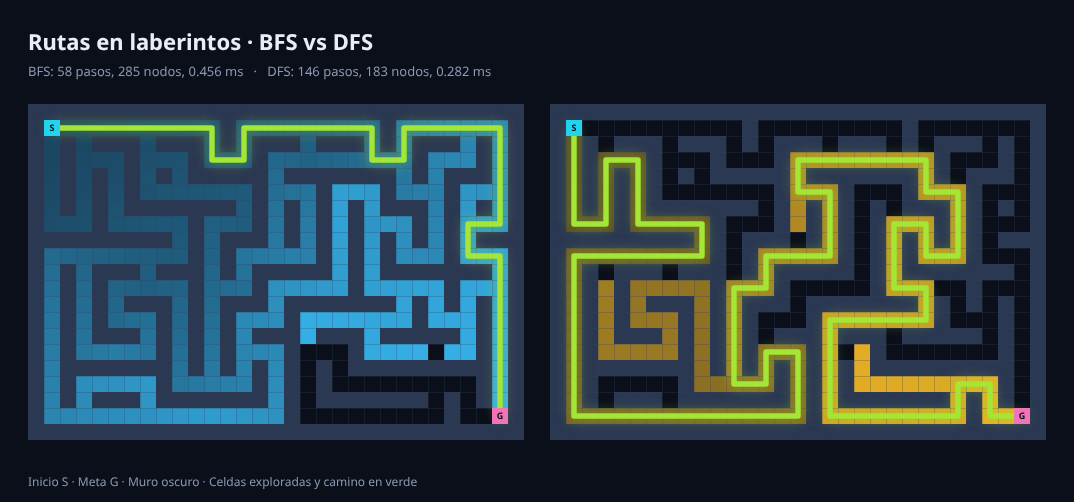 Rutas en laberintos · BFS vs DFS
BFS: 58 pasos, 285 nodos, 0.456 ms · DFS: 146 pasos, 183 nodos, 0.282 ms
S
S
G
G
Inicio S · Meta G · Muro oscuro · Celdas exploradas y camino en verde